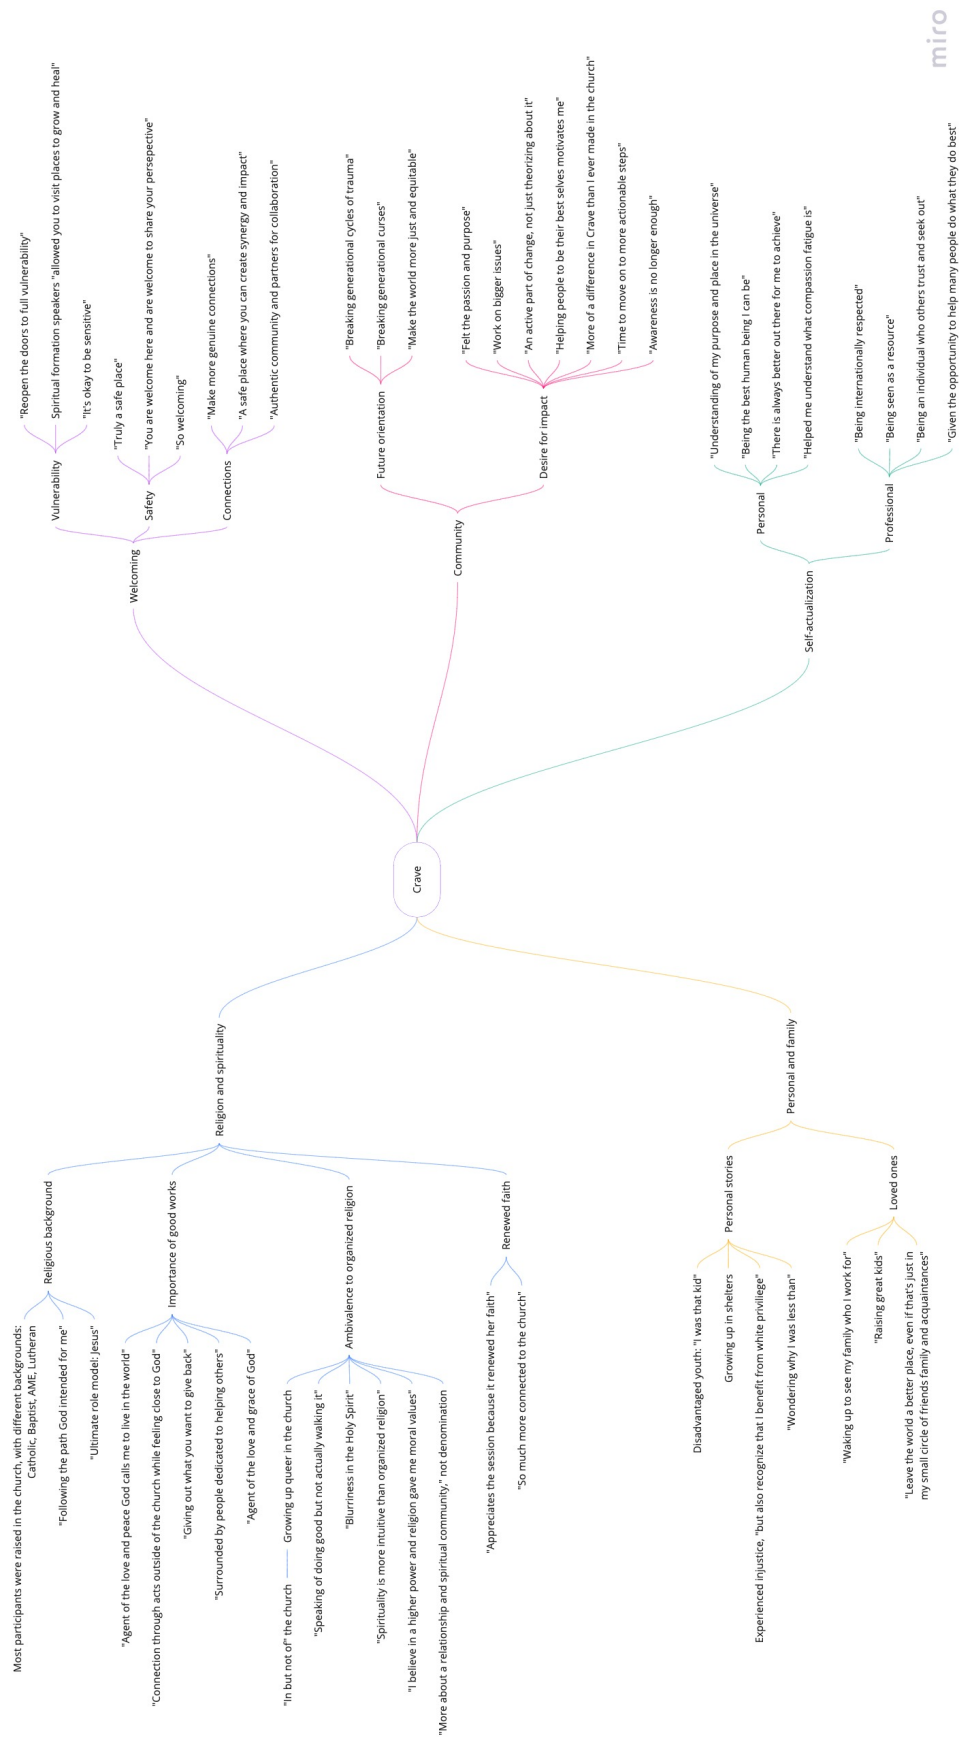 Crave
Religion and spirituality
Religious background
Most participants were raised in the church, with different backgrounds:
Catholic, Baptist, AME, Lutheran
"Following the path God intended for me"
"Ultimate role model: Jesus"
Importance of good works
"Agent of the love and peace God calls me to live in the world"
"Connection through acts outside of the church while feeling close to God"
"Giving out what you want to give back"
"Surrounded by people dedicated to helping others"
"Agent of the love and grace of God"
Ambivalence to organized religion
"In but not of" the church
Growing up queer in the church
"Speaking of doing good but not actually walking it"
"Blurriness in the Holy Spirit"
"Spirituality is more intuitive than organized religion"
"I believe in a higher power and religion gave me moral values"
"More about a relationship and spiritual community," not denomination
Renewed faith
"Appreciates the session because it renewed her faith"
"So much more connected to the church"
Personal and family
Personal stories
Disadvantaged youth: "I was that kid"
Growing up in shelters
Experienced injustice, "but also recognize that I benefit from white priviliege"
"Wondering why I was less than"
Loved ones
"Waking up to see my family who I work for"
"Raising great kids"
"Leave the world a better place, even if that's just in
my small circle of friends family and acquaintances"
Welcoming
Vulnerability
"Reopen the doors to full vulnerability"
Spiritual formation speakers "allowed you to visit places to grow and heal"
"It's okay to be sensitive"
Safety
"Truly a safe place"
"You are welcome here and are welcome to share your persepective"
"So welcoming"
Connections
"Make more genuine connections"
"A safe place where you can create synergy and impact"
"Authentic community and partners for collaboration"
Community
Future orientation
"Breaking generational cycles of trauma"
"Breaking generational curses"
"Make the world more just and equitable"
Desire for impact
"Felt the passion and purpose"
"Work on bigger issues"
"An active part of change, not just theorizing about it"
"Helping people to be their best selves motivates me"
"More of a difference in Crave than I ever made in the church"
"Time to move on to more actionable steps"
"Awareness is no longer enough"
Self-actualization
Personal
"Understanding of my purpose and place in the universe"
"Being the best human being I can be"
"There is always better out there for me to achieve"
"Helped me understand what compassion fatigue is"
Professional
"Being internationally respected"
"Being seen as a resource"
"Being an individual who others trust and seek out"
"Given the opportunity to help many people do what they do best"
miro